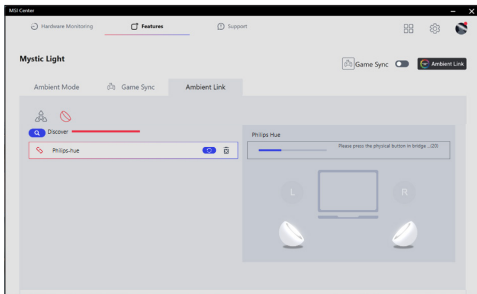 MSI Center
Hardware Monitoring
Features
Support
Mystic Light
Game Sync
Ambient Link
Ambient Mode
Game Sync
Ambient Link
Discover
Philips-hue
Philips Hue
Please press the physical button in bridge ...(20)
L
R